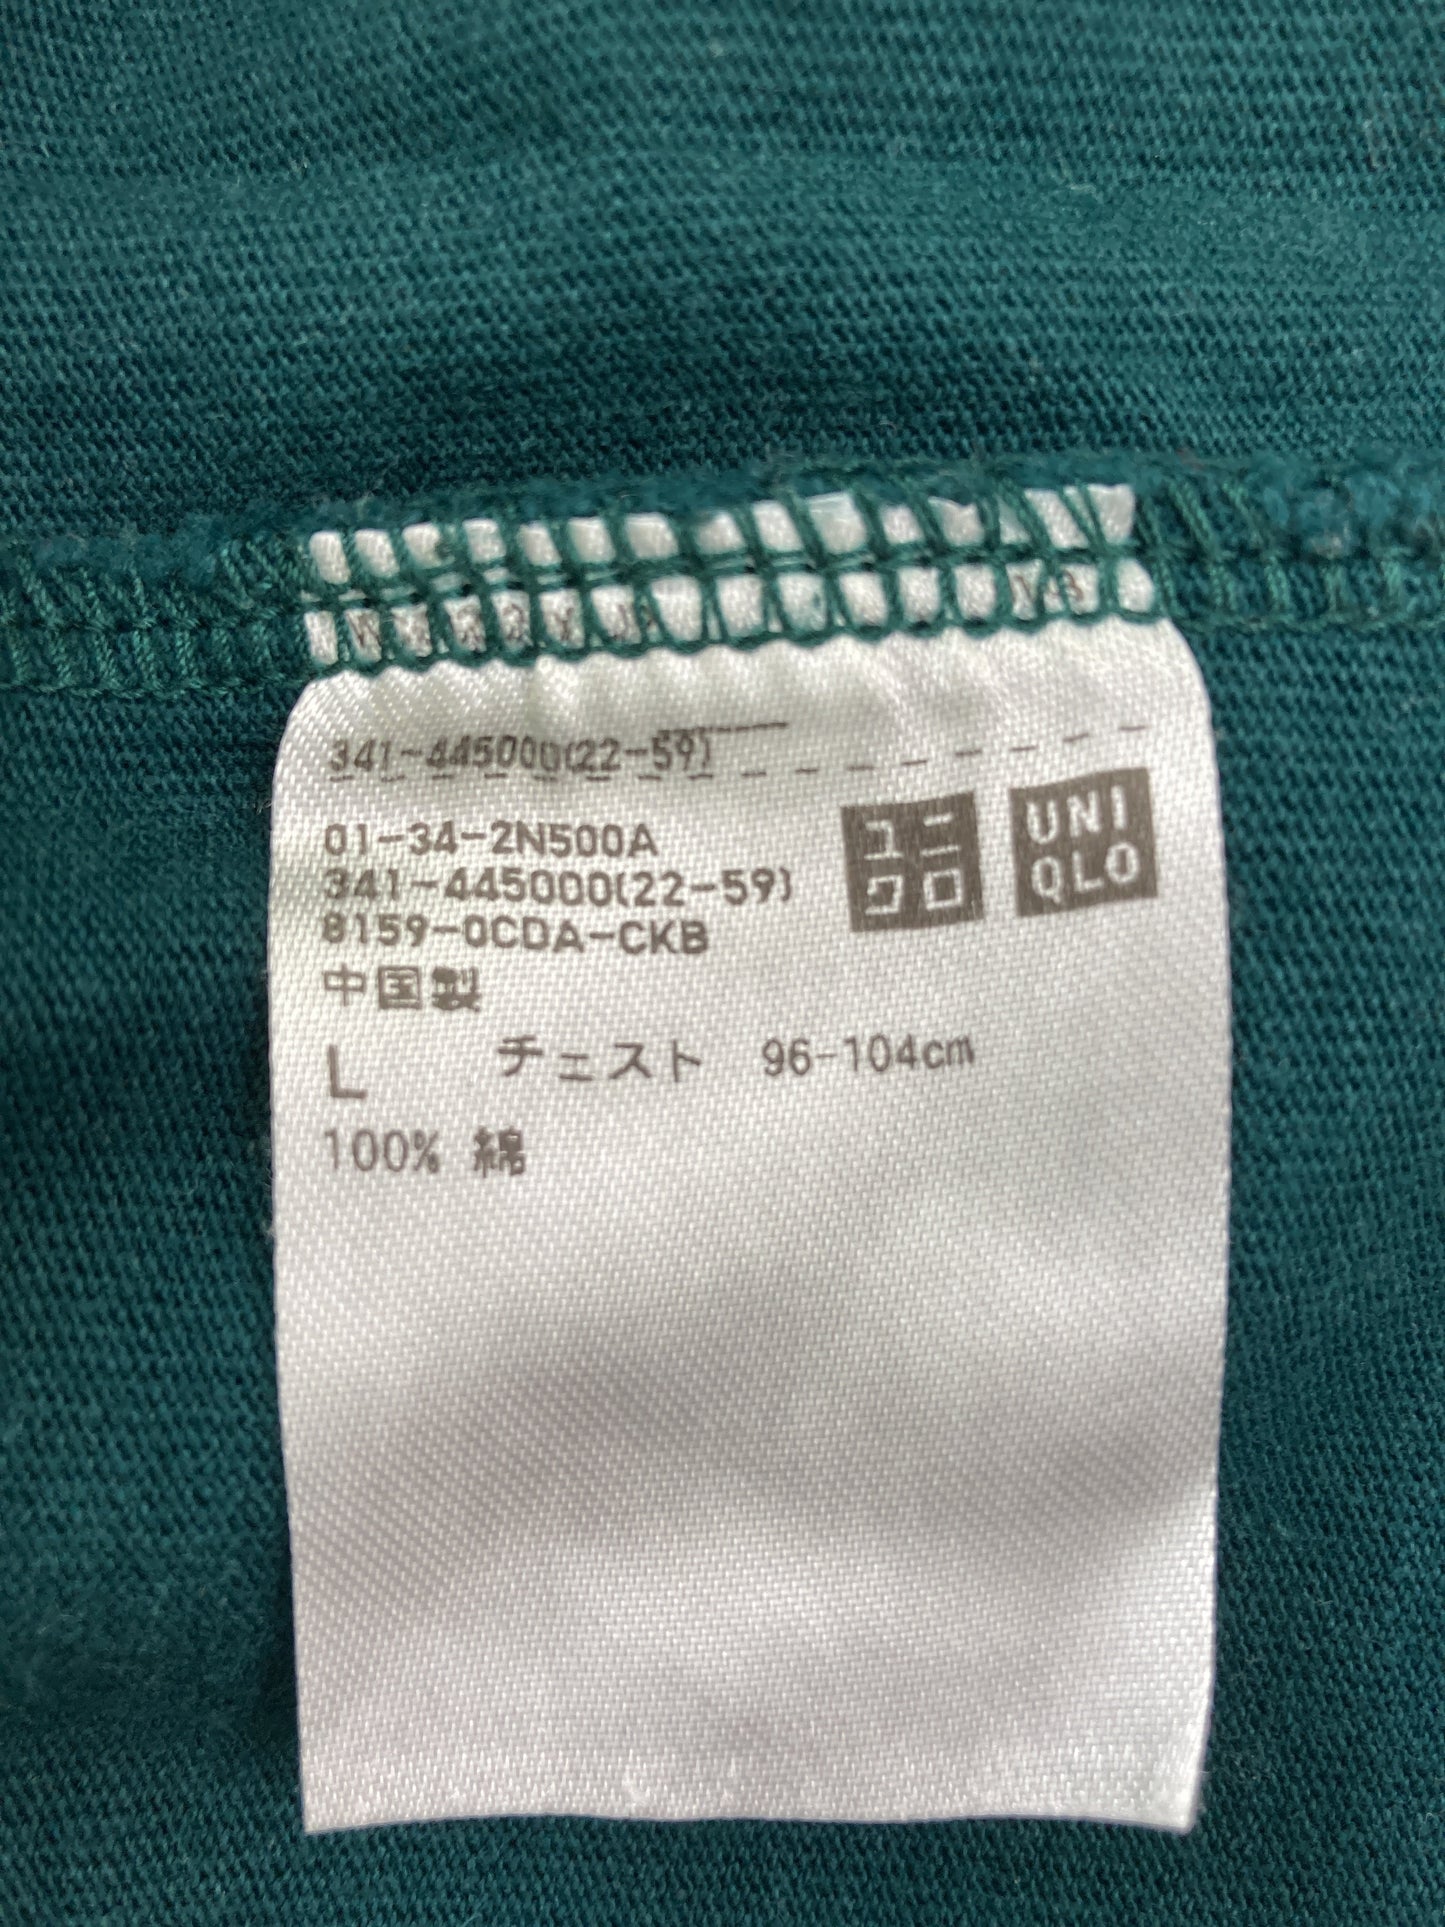 341-445000(22-59)
01-34-2N500A
341-445000(22-59)
8159-0CDA-CKB
ユニ
クロ
UNI
QLO
中国製
L チェスト 96-104cm
100% 綿